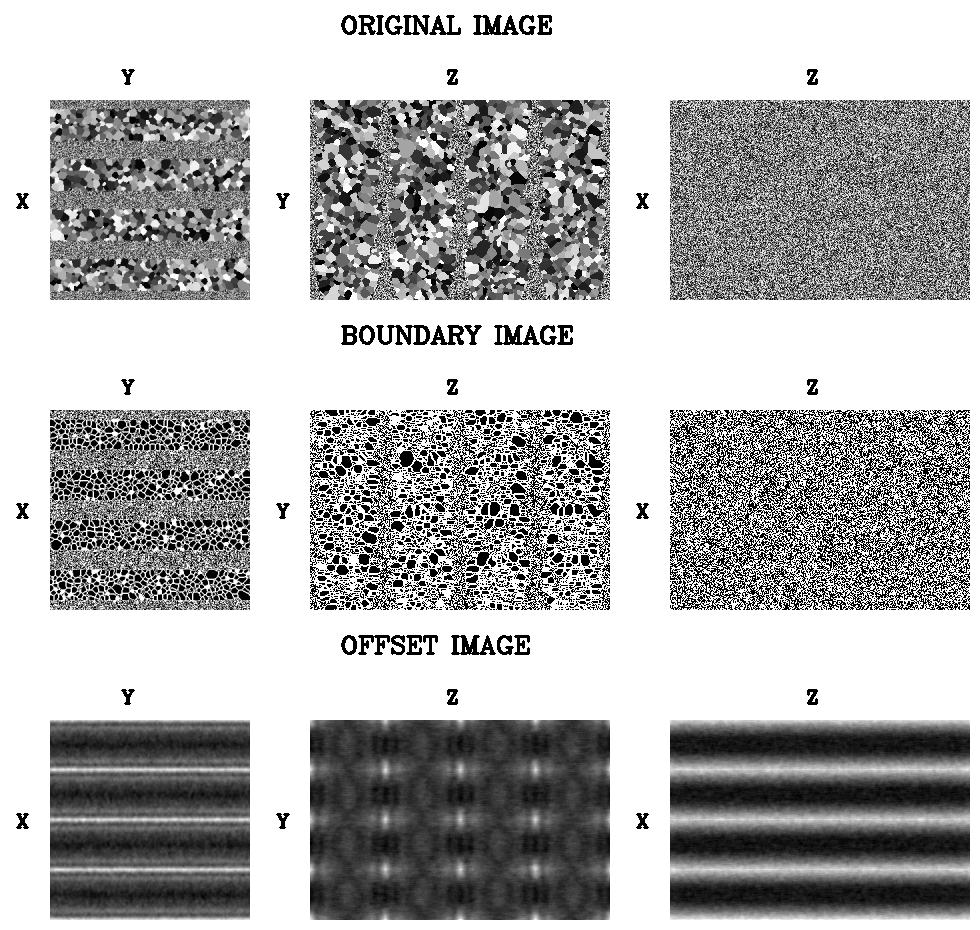 ORIGINAL IMAGE
Y Z Z
X Y X
BOUNDARY IMAGE
Y Z Z
X Y X
OFFSET IMAGE
Y Z Z
X Y X